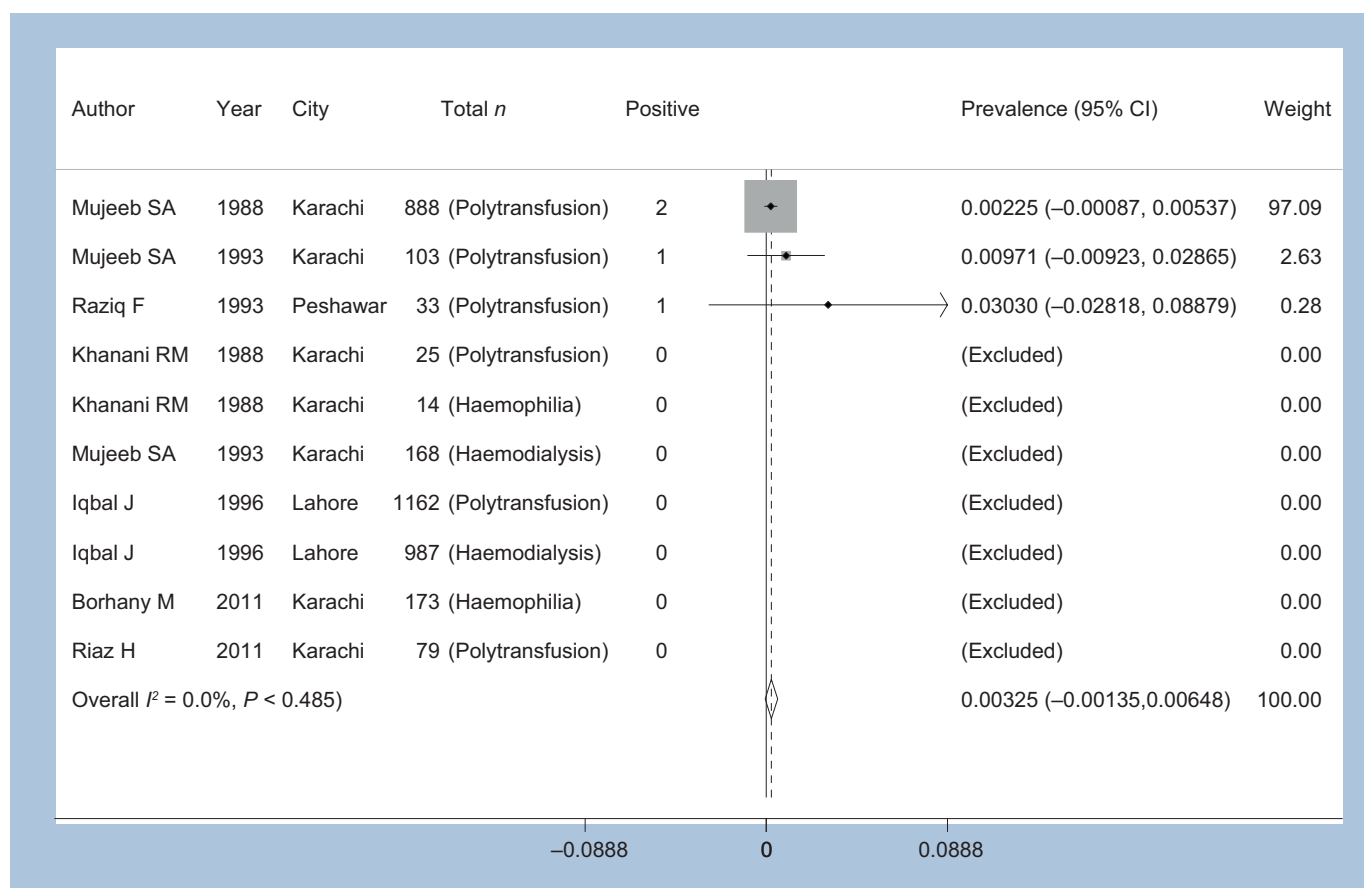 Author Year City Total n Positive Prevalence (95% CI) Weight
Mujeeb SA 1988 Karachi 888 (Polytransfusion) 2 0.00225 (–0.00087, 0.00537) 97.09
Mujeeb SA 1993 Karachi 103 (Polytransfusion) 1 0.00971 (–0.00923, 0.02865) 2.63
Raziq F 1993 Peshawar 33 (Polytransfusion) 1 0.03030 (–0.02818, 0.08879) 0.28
Khanani RM 1988 Karachi 25 (Polytransfusion) 0 (Excluded) 0.00
Khanani RM 1988 Karachi 14 (Haemophilia) 0 (Excluded) 0.00
Mujeeb SA 1993 Karachi 168 (Haemodialysis) 0 (Excluded) 0.00
Iqbal J 1996 Lahore 1162 (Polytransfusion) 0 (Excluded) 0.00
Iqbal J 1996 Lahore 987 (Haemodialysis) 0 (Excluded) 0.00
Borhany M 2011 Karachi 173 (Haemophilia) 0 (Excluded) 0.00
Riaz H 2011 Karachi 79 (Polytransfusion) 0 (Excluded) 0.00
Overall I² = 0.0%, P < 0.485) 0.00325 (–0.00135,0.00648) 100.00
–0.0888 0 0.0888